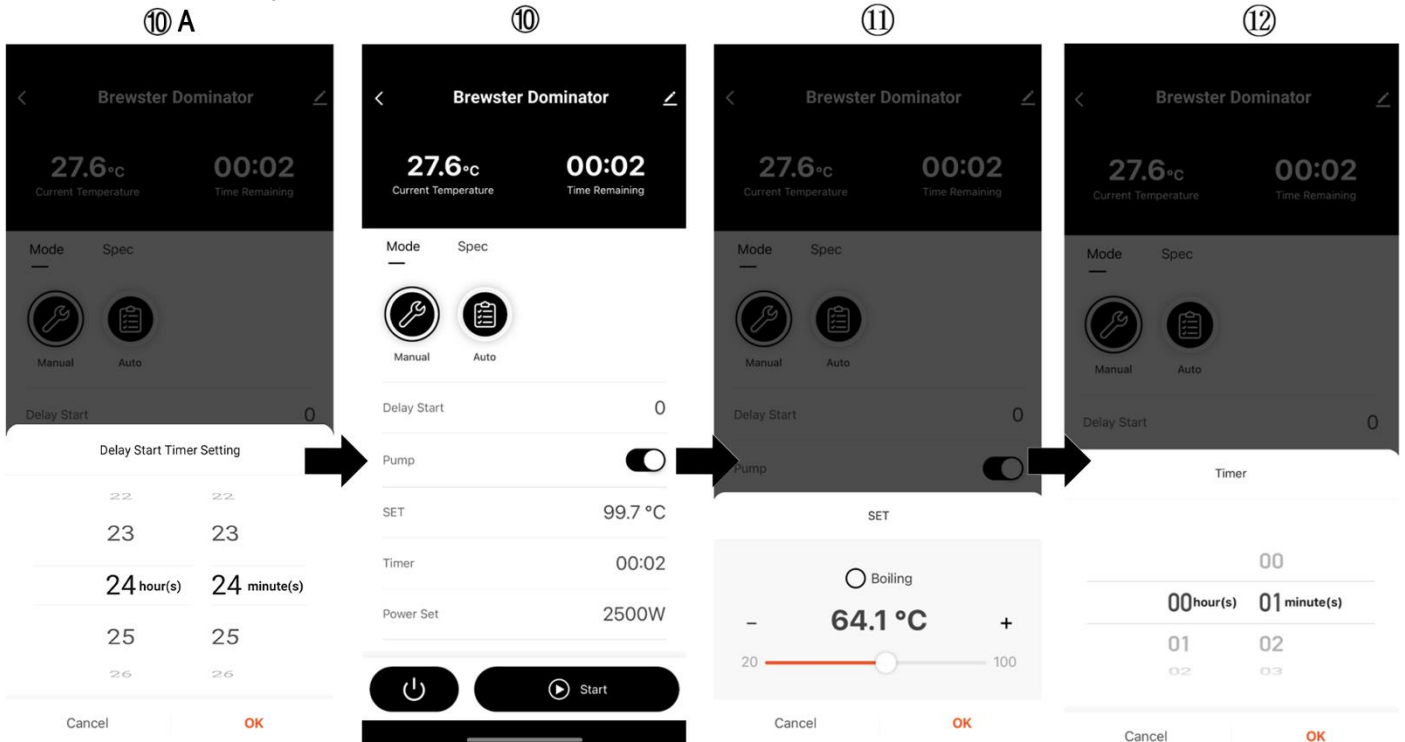 ⑩ A
Brewster Dominator
27.6°C 00:02
Current Temperature Time Remaining
Mode Spec
Manual Auto
Delay Start 0
Delay Start Timer Setting
22 22
23 23
24 hour(s) 24 minute(s)
25 25
26 26
Cancel OK
⑩
Brewster Dominator
27.6°C 00:02
Current Temperature Time Remaining
Mode Spec
Manual Auto
Delay Start 0
Pump
SET 99.7 °C
Timer 00:02
Power Set 2500W
Start
⑪
Brewster Dominator
27.6°C 00:02
Current Temperature Time Remaining
Mode Spec
Manual Auto
Delay Start 0
Pump
SET
Boiling
− 64.1 °C +
20 100
Cancel OK
⑫
Brewster Dominator
27.6°C 00:02
Current Temperature Time Remaining
Mode Spec
Manual Auto
Delay Start 0
Timer
00
00 hour(s) 01 minute(s)
01 02
02 03
Cancel OK